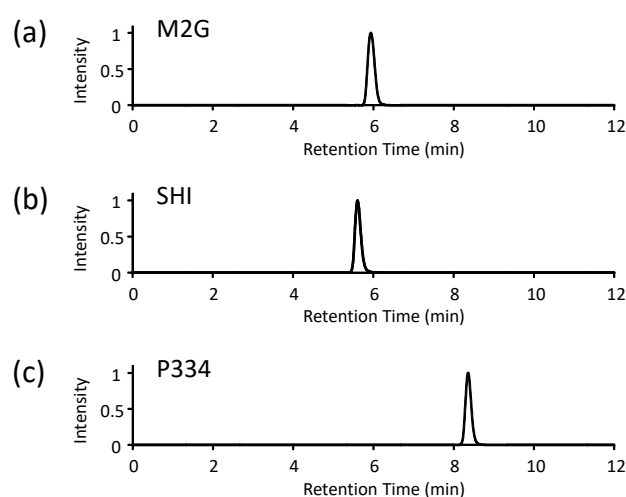 (a)
M2G
Intensity
1
0.5
0
0 2 4 6 8 10 12
Retention Time (min)
(b)
SHI
Intensity
1
0.5
0
0 2 4 6 8 10 12
Retention Time (min)
(c)
P334
Intensity
1
0.5
0
0 2 4 6 8 10 12
Retention Time (min)